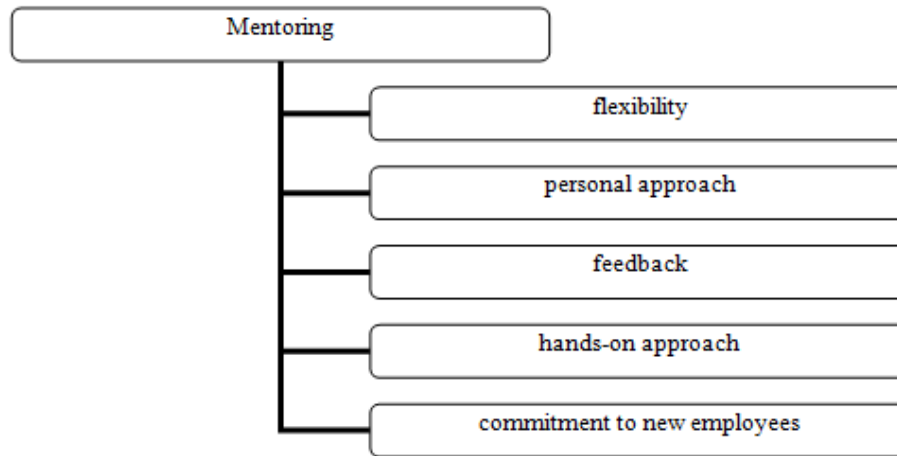 Mentoring
flexibility
personal approach
feedback
hands-on approach
commitment to new employees